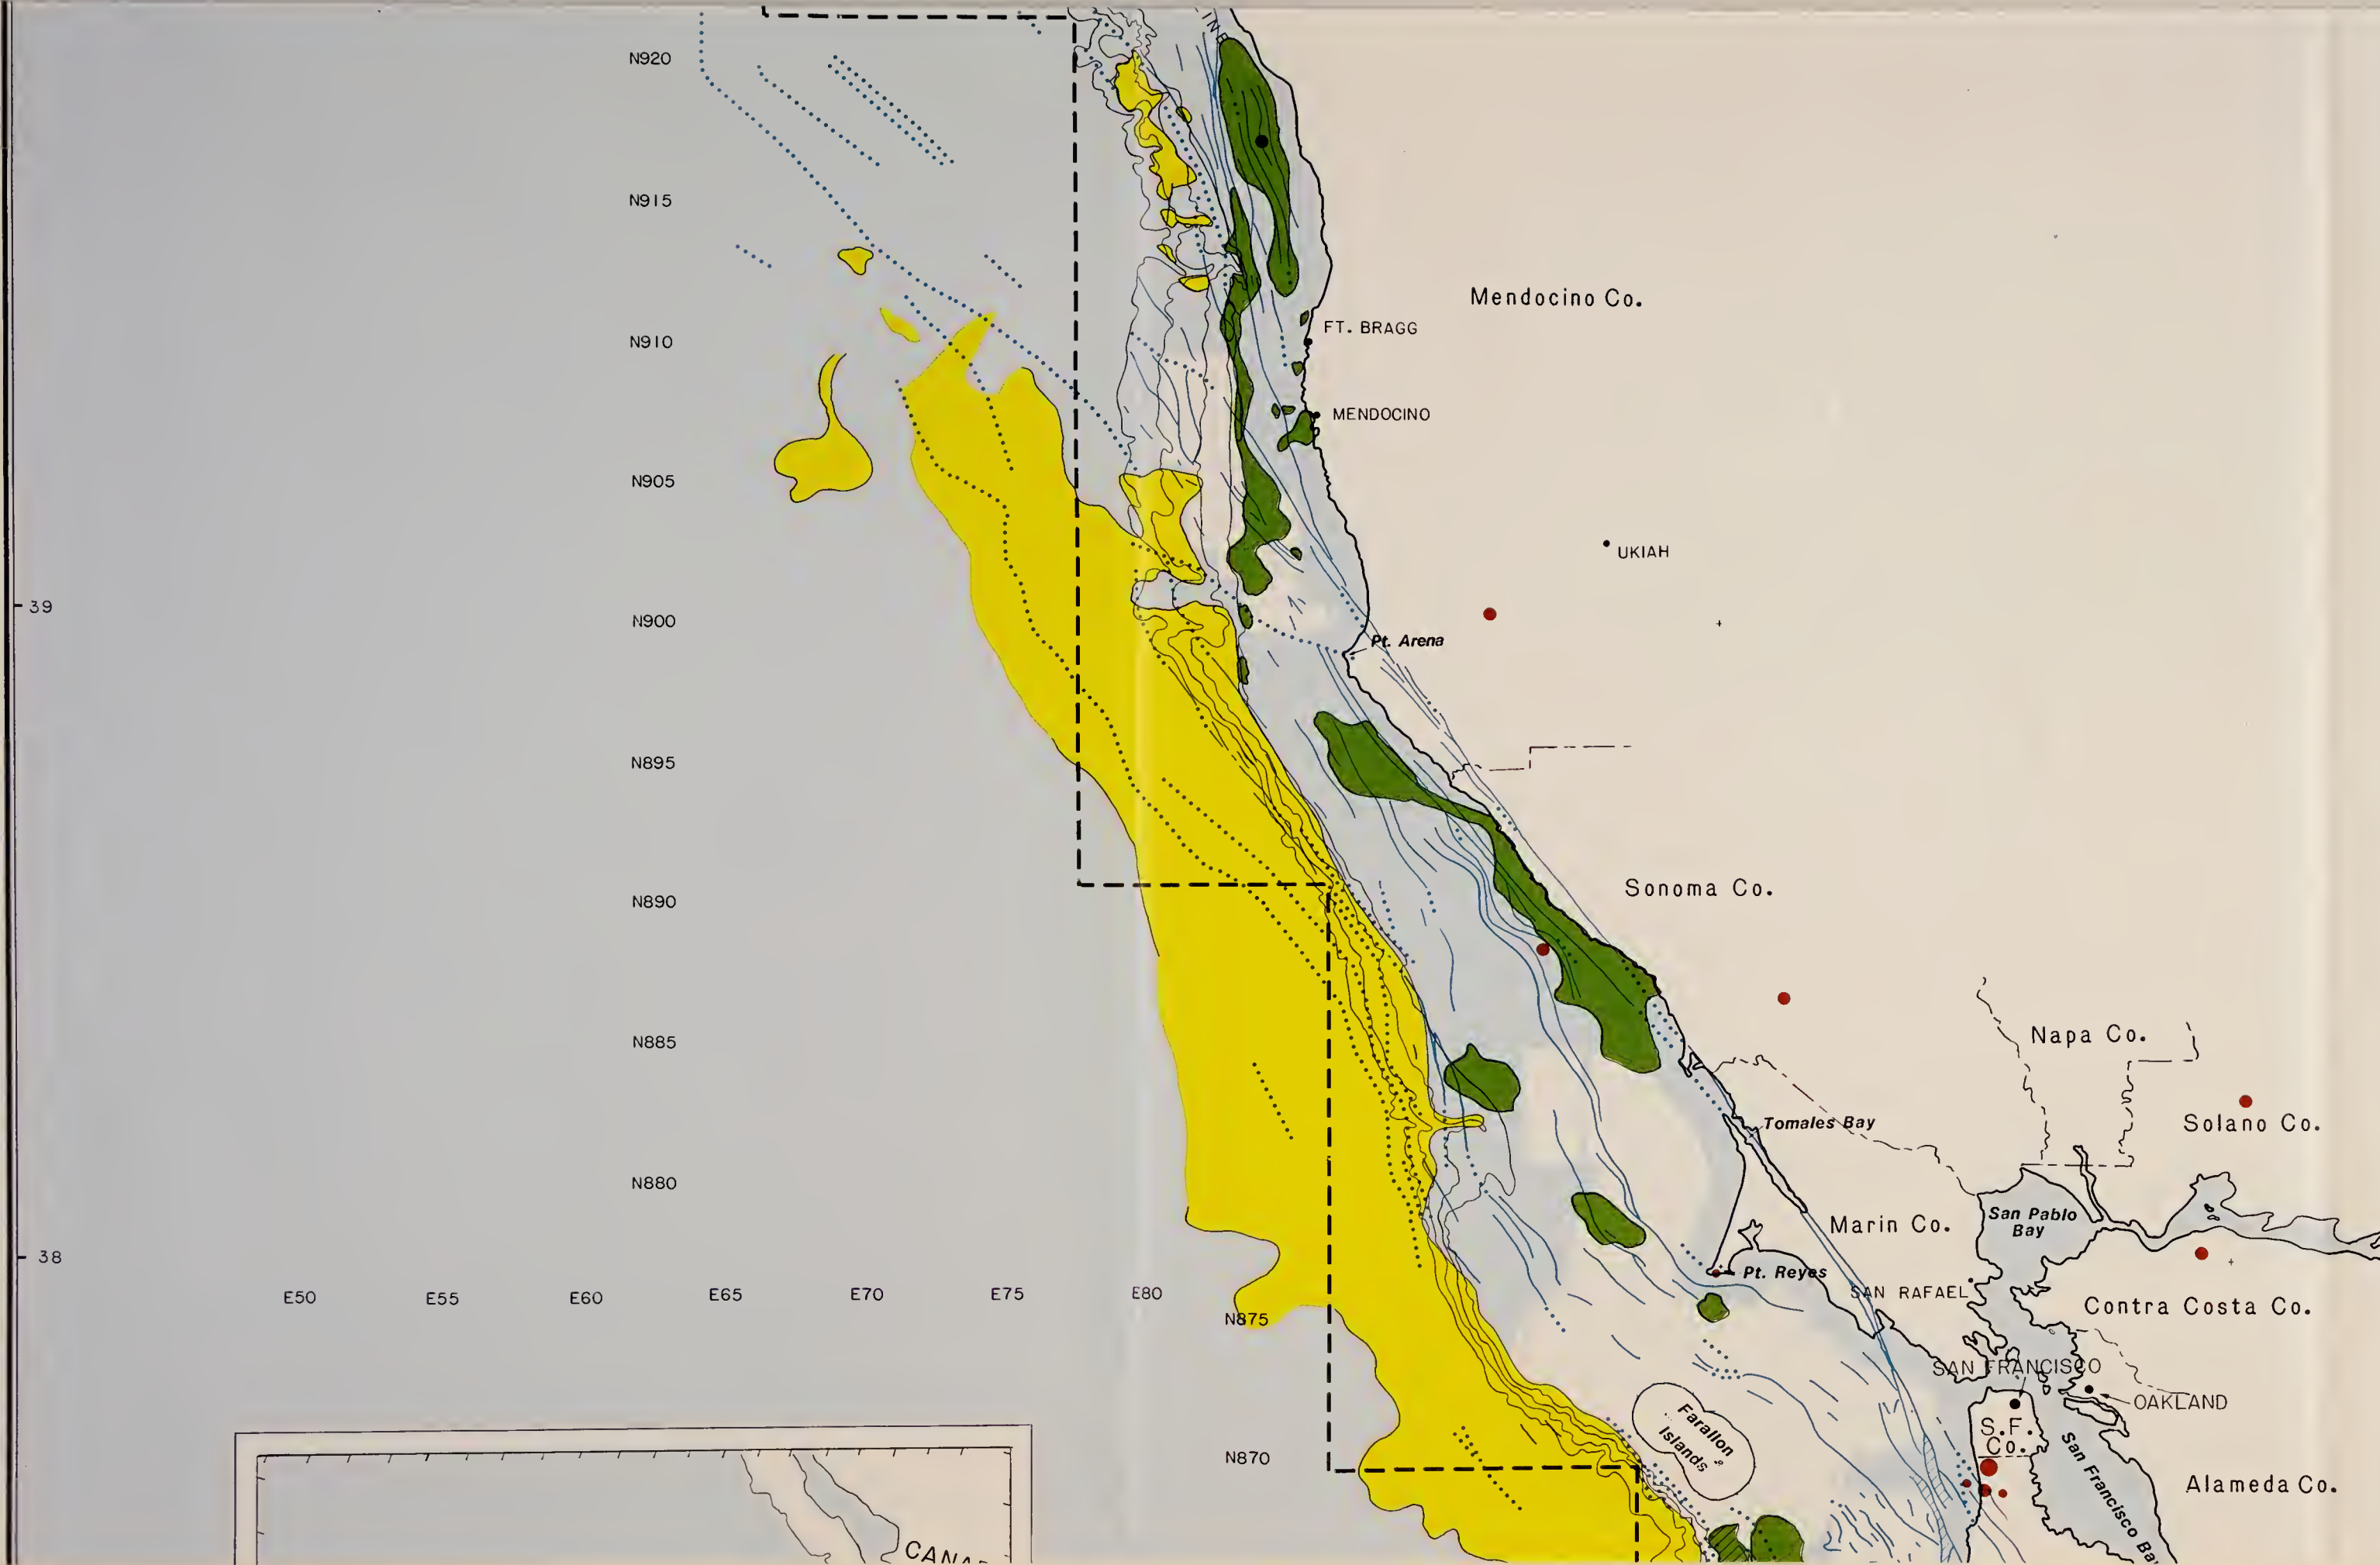 N920
N915
Mendocino Co.
FT. BRAGG
N910
MENDOCINO
N905
UKIAH
39
N900
Pt. Arena
N895
Sonoma Co.
N890
N885
Napa Co.
Tomales Bay
Solano Co.
N880
San Pablo
Bay
Marin Co.
38
Pt. Reyes
E50
E55
E60
E65
E70
E75
E80
SAN RAFAEL
Contra Costa Co.
N875
SAN FRANCISCO
OAKLAND
Farallon
Islands
S.F.
Co.
N870
San Francisco
Alameda Co.